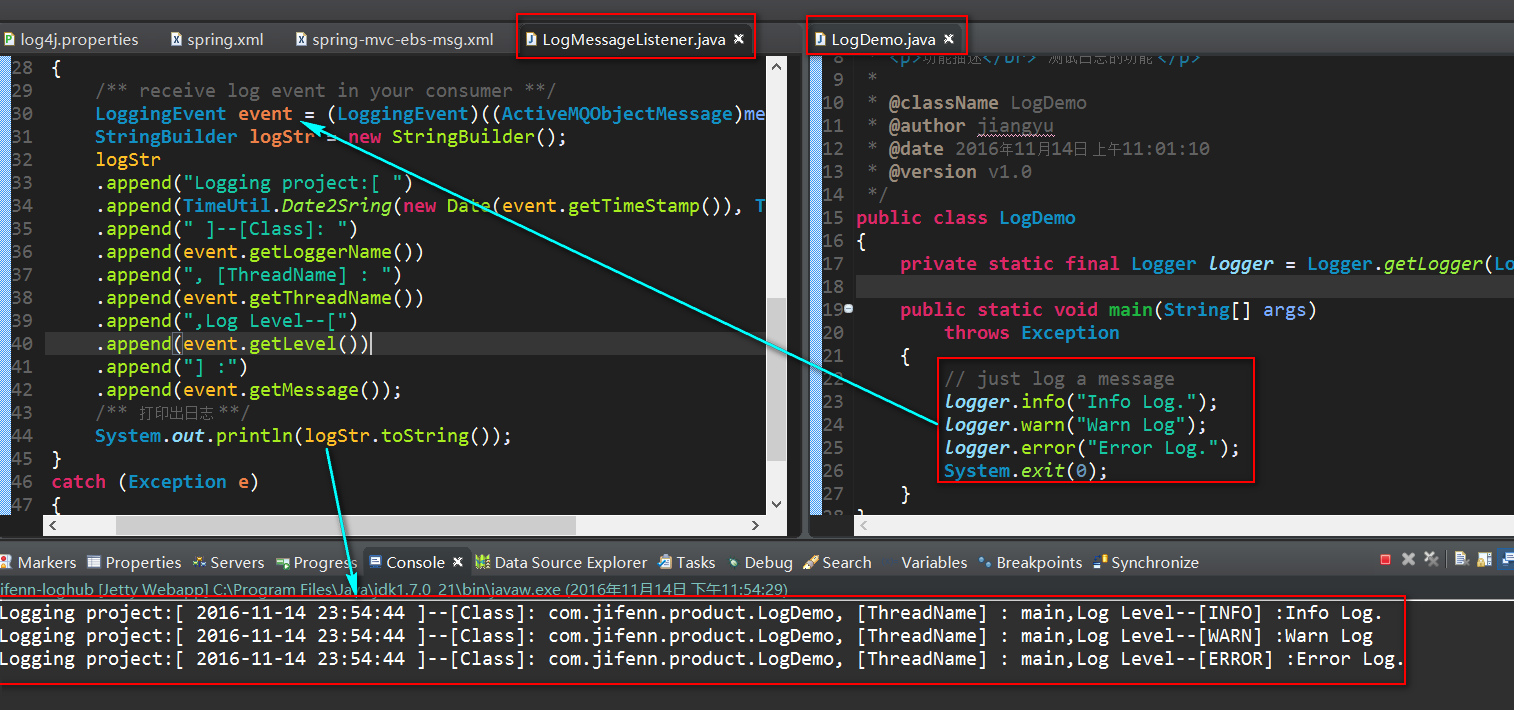 log4j.properties spring.xml spring-mvc-ebs-msg.xml LogMessageListener.java LogDemo.java
28 {
29 /** receive log event in your consumer **/
30 LoggingEvent event = (LoggingEvent)((ActiveMQObjectMessage)me
31 StringBuilder logStr = new StringBuilder();
32 logStr
33 .append("Logging project:[ ")
34 .append(TimeUtil.Date2Sring(new Date(event.getTimeStamp()), T
35 .append(" ]--[Class]: ")
36 .append(event.getLoggerName())
37 .append(", [ThreadName] : ")
38 .append(event.getThreadName())
39 .append(",Log Level--[")
40 .append(event.getLevel())
41 .append("] :")
42 .append(event.getMessage());
43 /** 打印出日志 **/
44 System.out.println(logStr.toString());
45 }
46 catch (Exception e)
47 {
8 * <p>功能描述</br> 测试日志的功能 </p>
9 *
10 * @className LogDemo
11 * @author jiangyu
12 * @date 2016年11月14日 上午11:01:10
13 * @version v1.0
14 */
15 public class LogDemo
16 {
17 private static final Logger logger = Logger.getLogger(Lo
18
19 public static void main(String[] args)
20 throws Exception
21 {
22 // just log a message
23 logger.info("Info Log.");
24 logger.warn("Warn Log");
25 logger.error("Error Log.");
26 System.exit(0);
27 }
28 }
Markers Properties Servers Progress Console Data Source Explorer Tasks Debug Search Variables Breakpoints Synchronize
ifenn-loghub [Jetty Webapp] C:\Program Files\Java\jdk1.7.0_21\bin\javaw.exe (2016年11月14日 下午11:54:29)
Logging project:[ 2016-11-14 23:54:44 ]--[Class]: com.jifenn.product.LogDemo, [ThreadName] : main,Log Level--[INFO] :Info Log.
Logging project:[ 2016-11-14 23:54:44 ]--[Class]: com.jifenn.product.LogDemo, [ThreadName] : main,Log Level--[WARN] :Warn Log
Logging project:[ 2016-11-14 23:54:44 ]--[Class]: com.jifenn.product.LogDemo, [ThreadName] : main,Log Level--[ERROR] :Error Log.